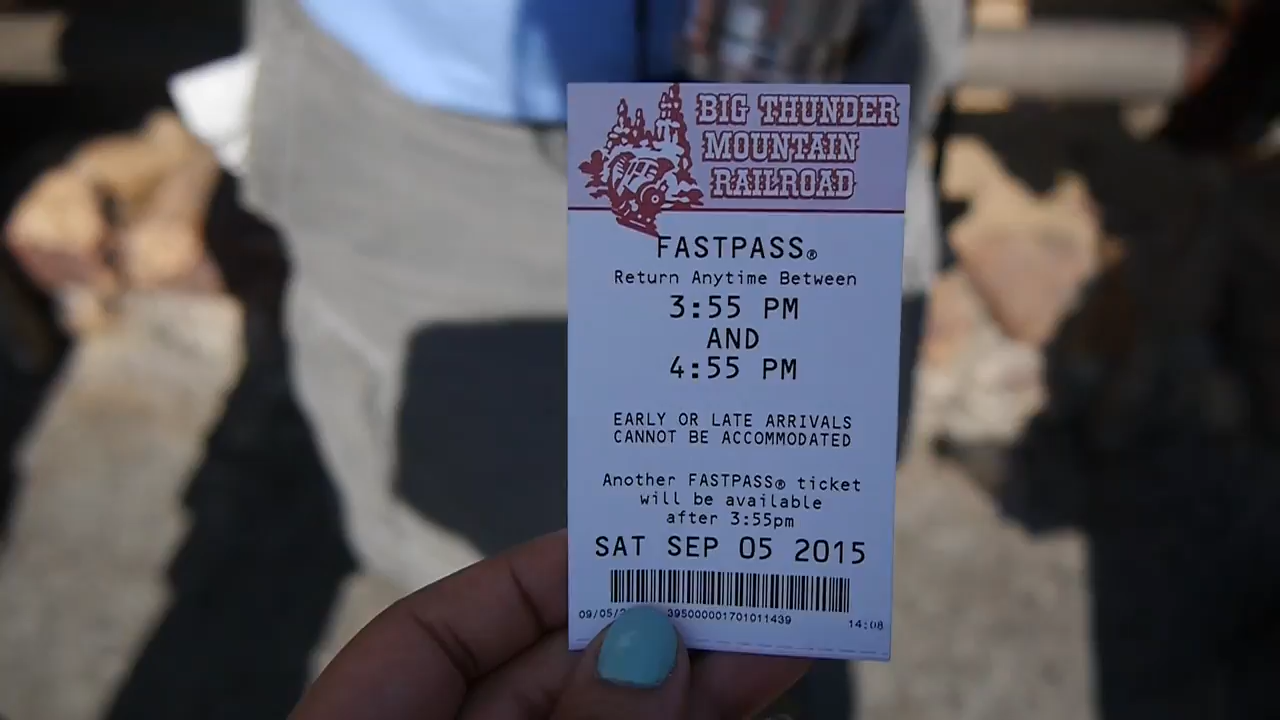 BIG THUNDER
MOUNTAIN
RAILROAD
FASTPASS®
Return Anytime Between
3:55 PM
AND
4:55 PM
EARLY OR LATE ARRIVALS
CANNOT BE ACCOMMODATED
Another FASTPASS® ticket
will be available
after 3:55pm
SAT SEP 05 2015
09/05/ 395000001701011439 14:08